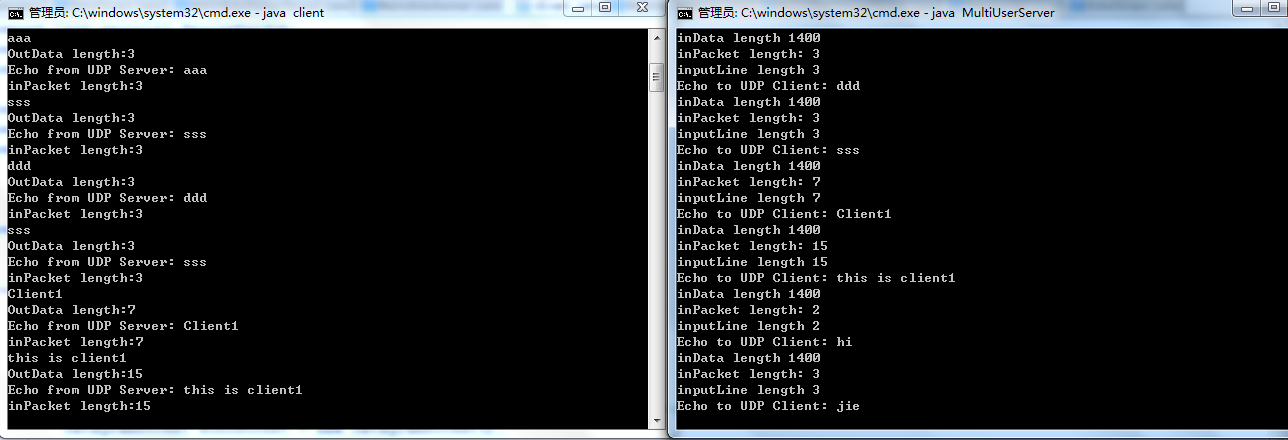 管理员: C:\windows\system32\cmd.exe - java  client
aaa
OutData length:3
Echo from UDP Server: aaa
inPacket length:3
sss
OutData length:3
Echo from UDP Server: sss
inPacket length:3
ddd
OutData length:3
Echo from UDP Server: ddd
inPacket length:3
sss
OutData length:3
Echo from UDP Server: sss
inPacket length:3
Client1
OutData length:7
Echo from UDP Server: Client1
inPacket length:7
this is client1
OutData length:15
Echo from UDP Server: this is client1
inPacket length:15
管理员: C:\windows\system32\cmd.exe - java  MultiUserServer
inData length 1400
inPacket length: 3
inputLine length 3
Echo to UDP Client: ddd
inData length 1400
inPacket length: 3
inputLine length 3
Echo to UDP Client: sss
inData length 1400
inPacket length: 7
inputLine length 7
Echo to UDP Client: Client1
inData length 1400
inPacket length: 15
inputLine length 15
Echo to UDP Client: this is client1
inData length 1400
inPacket length: 2
inputLine length 2
Echo to UDP Client: hi
inData length 1400
inPacket length: 3
inputLine length 3
Echo to UDP Client: jie